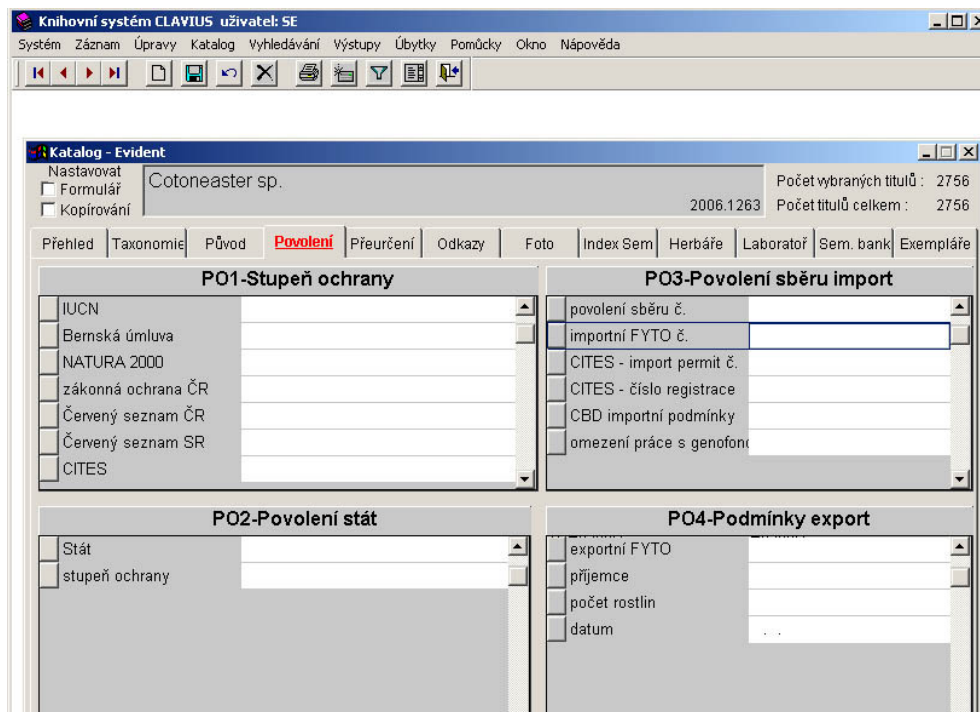 Knihovní systém CLAVIUS uživatel: SE
Systém Záznam Úpravy Katalog Vyhledávání Výstupy Úbytky Pomůcky Okno Nápověda
Katalog - Evident
Nastavovat
Formulář
Kopírování
Cotoneaster sp.
2006.1263
Počet vybraných titulů : 2756
Počet titulů celkem : 2756
Přehled Taxonomie Původ Povolení Přeurčení Odkazy Foto Index Sem Herbáře Laboratoř Sem. bank Exempláře
PO1-Stupeň ochrany
IUCN
Bernská úmluva
NATURA 2000
zákonná ochrana ČR
Červený seznam ČR
Červený seznam SR
CITES
PO3-Povolení sběru import
povolení sběru č.
importní FYTO č.
CITES - import permit č.
CITES - číslo registrace
CBD importní podmínky
omezení práce s genofond
PO2-Povolení stát
Stát
stupeň ochrany
PO4-Podmínky export
exportní FYTO
příjemce
počet rostlin
datum . .